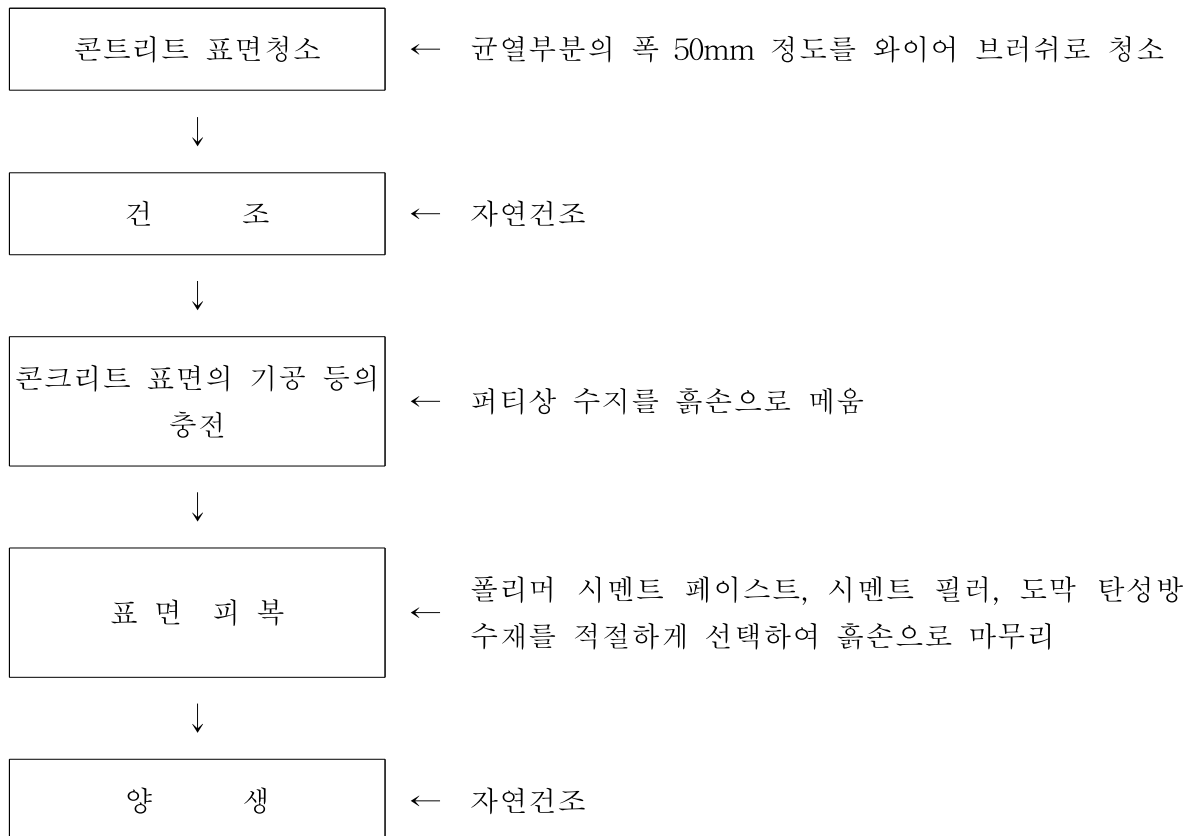 콘트리트 표면청소 ← 균열부분의 폭 50mm 정도를 와이어 브러쉬로 청소
↓
건 조 ← 자연건조
↓
콘크리트 표면의 기공 등의
충전
← 퍼티상 수지를 흙손으로 메움
↓
표 면 피 복 ←
폴리머 시멘트 페이스트, 시멘트 필러, 도막 탄성방
수재를 적절하게 선택하여 흙손으로 마무리
↓
양 생 ← 자연건조